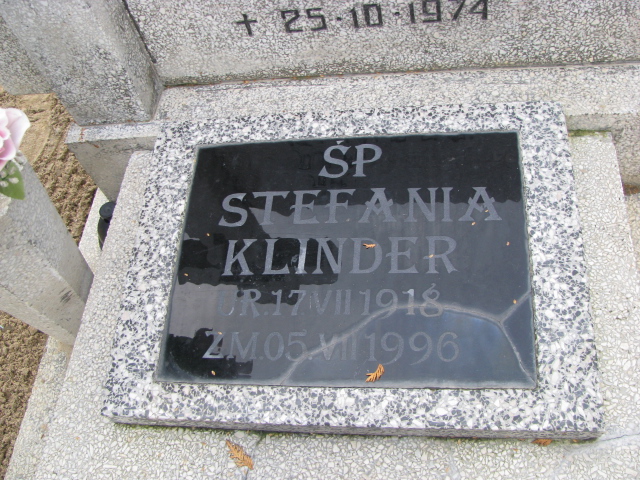 + 25-10-1974
ŚP
STEFANIA
KLINDER
UR.17 VII 1918
ZM.05.VIII 1996